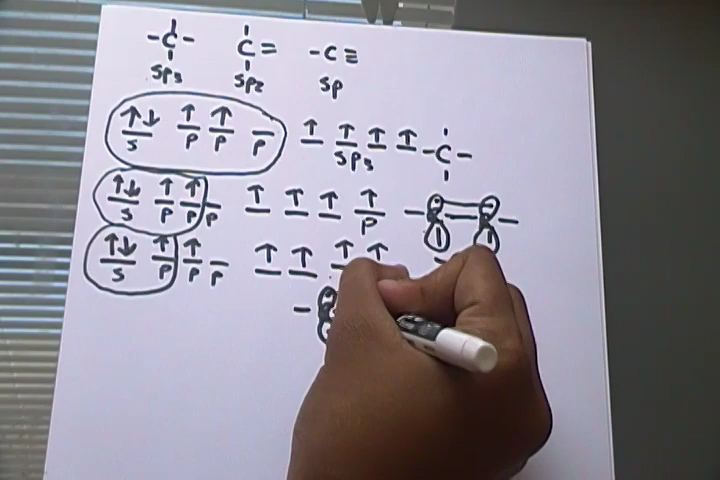 -C- C= -C≡
sp3 sp2 sp
↑↓ ↑ ↑ _ ↑ ↑ ↑ ↑ -C-
s p p p sp3
↑↓ ↑ ↑ _ ↑ ↑ ↑ ↑
s p p p p
↑↓ ↑ ↑ _ ↑ ↑ ↑ ↑
s p p p